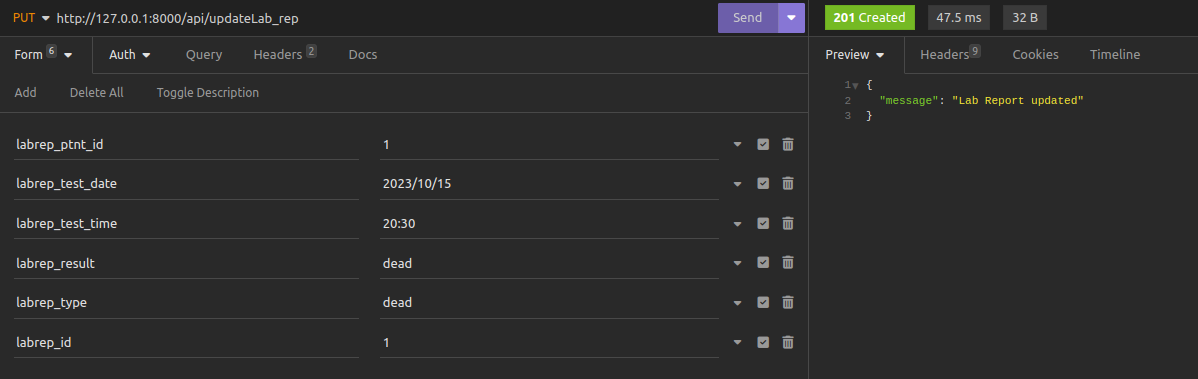 PUT http://127.0.0.1:8000/api/updateLab_rep Send
201 Created 47.5 ms 32 B
Form 6 Auth Query Headers 2 Docs
Preview Headers 9 Cookies Timeline
Add Delete All Toggle Description
labrep_ptnt_id 1
labrep_test_date 2023/10/15
labrep_test_time 20:30
labrep_result dead
labrep_type dead
labrep_id 1
1 {
2 "message": "Lab Report updated"
3 }